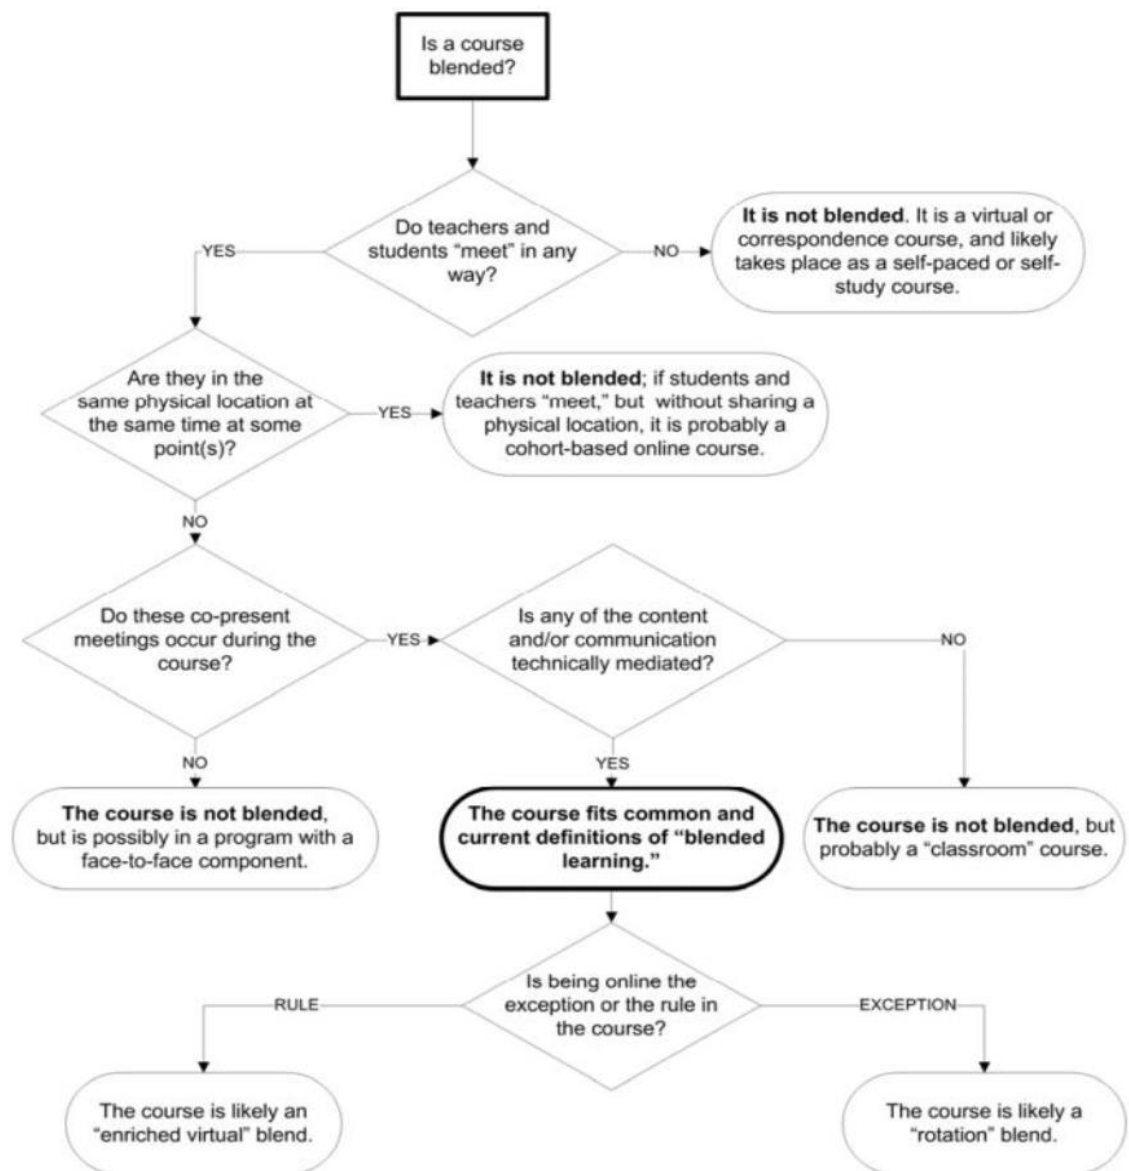 Is a course
blended?
Do teachers and
students “meet” in any
way?
YES
NO
It is not blended. It is a virtual or
correspondence course, and likely
takes place as a self-paced or self-
study course.
Are they in the
same physical location at
the same time at some
point(s)?
YES
It is not blended; if students and
teachers “meet,” but without sharing a
physical location, it is probably a
cohort-based online course.
NO
Do these co-present
meetings occur during the
course?
YES
Is any of the content
and/or communication
technically mediated?
NO
NO
YES
The course is not blended,
but is possibly in a program with a
face-to-face component.
The course fits common and
current definitions of “blended
learning.”
The course is not blended, but
probably a “classroom” course.
Is being online the
exception or the rule in
the course?
RULE
EXCEPTION
The course is likely an
“enriched virtual” blend.
The course is likely a
“rotation” blend.